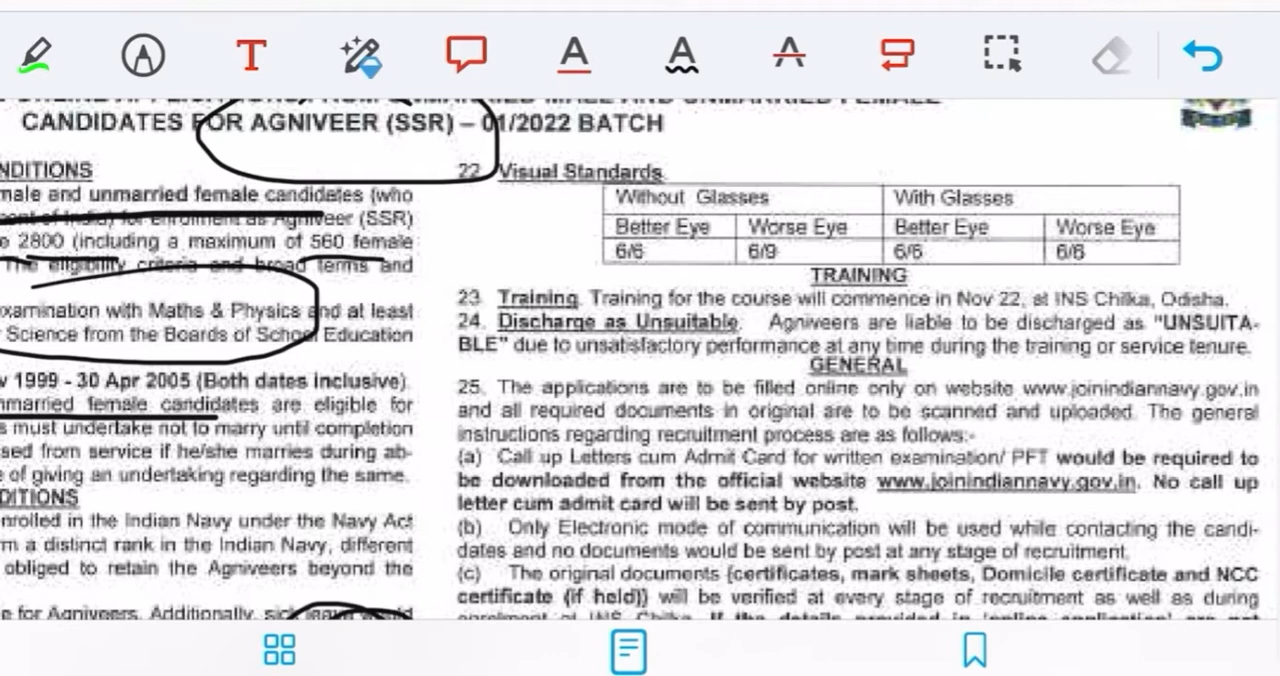 CANDIDATES FOR AGNIVEER (SSR) – 01/2022 BATCH
NDITIONS
male and unmarried female candidates (who
for enrolment as Agniveer (SSR)
2800 (including a maximum of 560 female
The eligibility criteria and broad terms and
xamination with Maths & Physics and at least
Science from the Boards of School Education
v 1999 - 30 Apr 2005 (Both dates inclusive).
nmarried female candidates are eligible for
s must undertake not to marry until completion
sed from service if he/she marries during ab-
e of giving an undertaking regarding the same.
DITIONS
nrolled in the Indian Navy under the Navy Act
rm a distinct rank in the Indian Navy, different
obliged to retain the Agniveers beyond the
e for Agniveers. Additionally, sick leave
22. Visual Standards.
Without Glasses With Glasses
Better Eye Worse Eye Better Eye Worse Eye
6/6 6/9 6/6 6/6
TRAINING
23. Training. Training for the course will commence in Nov 22, at INS Chilka, Odisha.
24. Discharge as Unsuitable. Agniveers are liable to be discharged as "UNSUITA-
BLE" due to unsatisfactory performance at any time during the training or service tenure.
GENERAL
25. The applications are to be filled online only on website www.joinindiannavy.gov.in
and all required documents in original are to be scanned and uploaded. The general
instructions regarding recruitment process are as follows:-
(a) Call up Letters cum Admit Card for written examination/ PFT would be required to
be downloaded from the official website www.joinindiannavy.gov.in. No call up
letter cum admit card will be sent by post.
(b) Only Electronic mode of communication will be used while contacting the candi-
dates and no documents would be sent by post at any stage of recruitment.
(c) The original documents {certificates, mark sheets, Domicile certificate and NCC
certificate (if held)} will be verified at every stage of recruitment as well as during